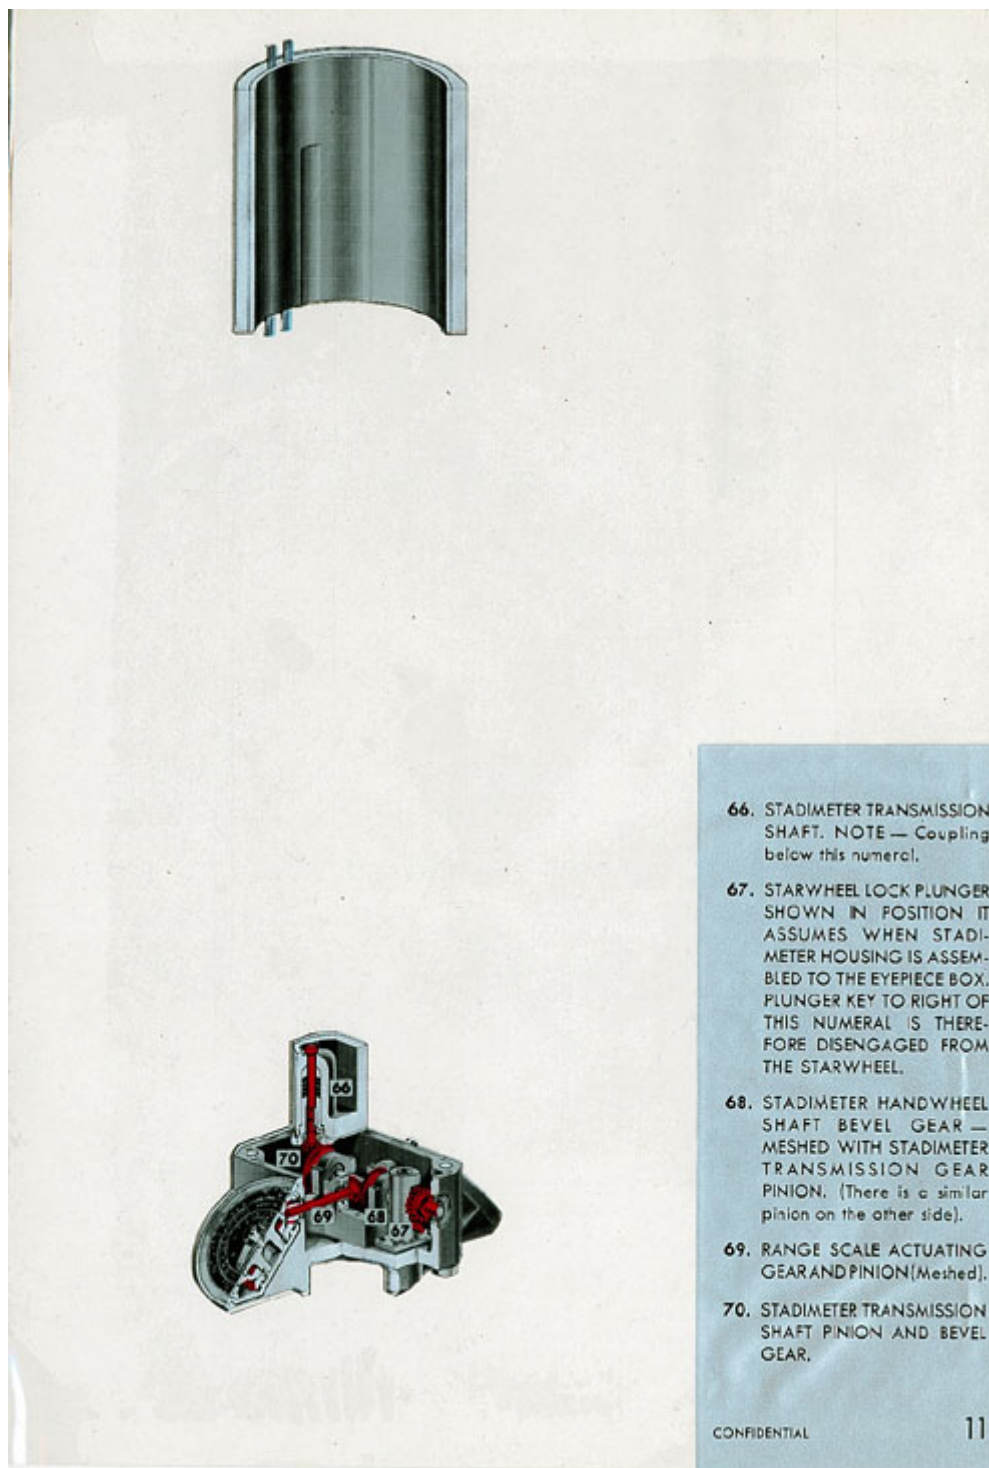 66
70
69
68
67
66. STADIMETER TRANSMISSION
SHAFT. NOTE — Coupling
below this numeral.
67. STARWHEEL LOCK PLUNGER
SHOWN IN POSITION IT
ASSUMES WHEN STADI-
METER HOUSING IS ASSEM-
BLED TO THE EYEPIECE BOX.
PLUNGER KEY TO RIGHT OF
THIS NUMERAL IS THERE-
FORE DISENGAGED FROM
THE STARWHEEL.
68. STADIMETER HANDWHEEL
SHAFT BEVEL GEAR —
MESHED WITH STADIMETER
TRANSMISSION GEAR
PINION. (There is a similar
pinion on the other side).
69. RANGE SCALE ACTUATING
GEAR AND PINION (Meshed).
70. STADIMETER TRANSMISSION
SHAFT PINION AND BEVEL
GEAR.
CONFIDENTIAL 11